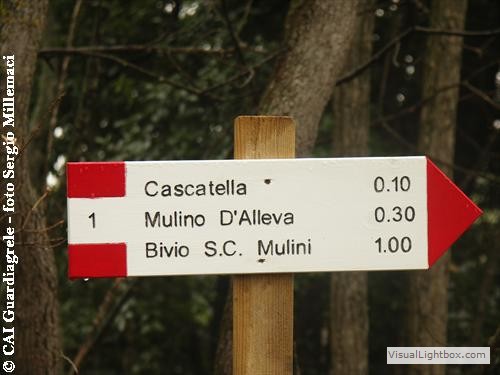 © CAI Guardiagrele - foto Sergio Millemaci
Cascatella 0.10
1 Mulino D'Alleva 0.30
Bivio S.C. Mulini 1.00
VisualLightBox.com